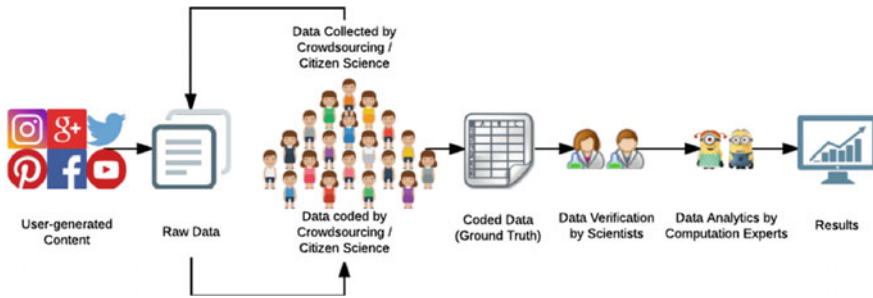 Data Collected by
Crowdsourcing /
Citizen Science
g+
User-generated
Content
Raw Data
Data coded by
Crowdsourcing /
Citizen Science
Coded Data
(Ground Truth)
Data Verification
by Scientists
Data Analytics by
Computation Experts
Results